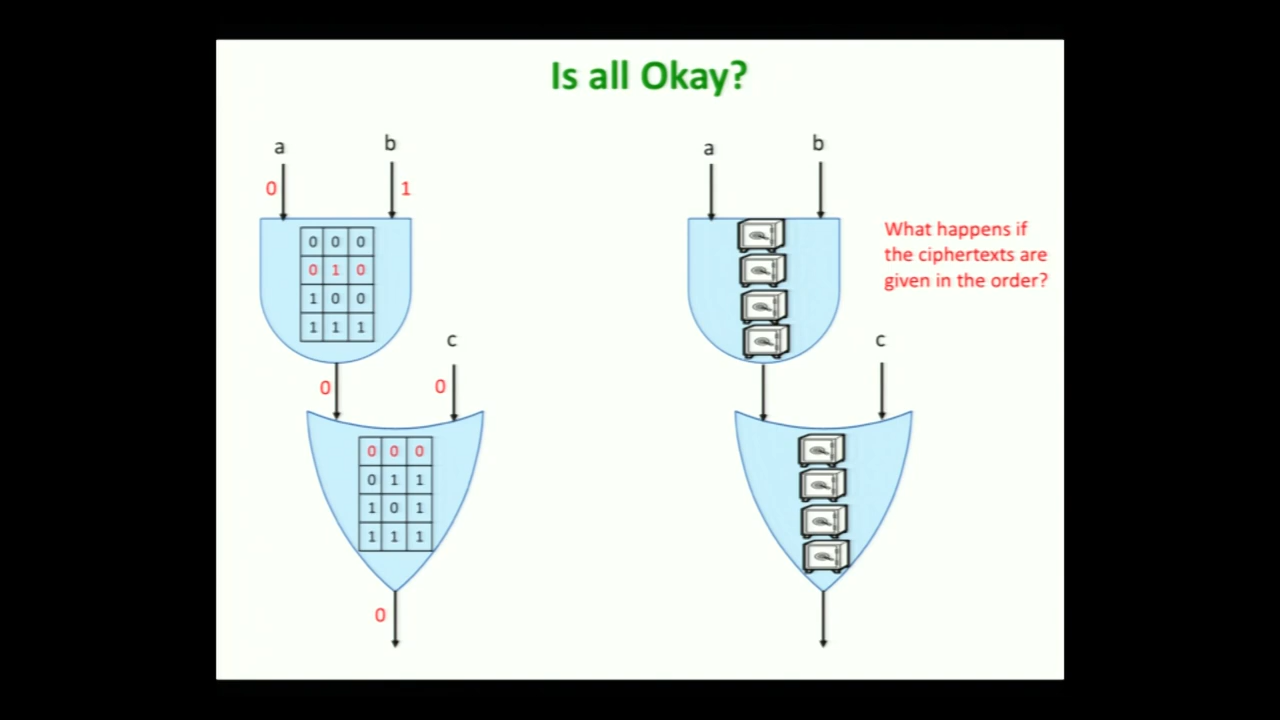 Is all Okay?
a b
0 1
0 0 0
0 1 0
1 0 0
1 1 1
c
0 0
0 0 0
0 1 1
1 0 1
1 1 1
0
a b
What happens if
the ciphertexts are
given in the order?
c